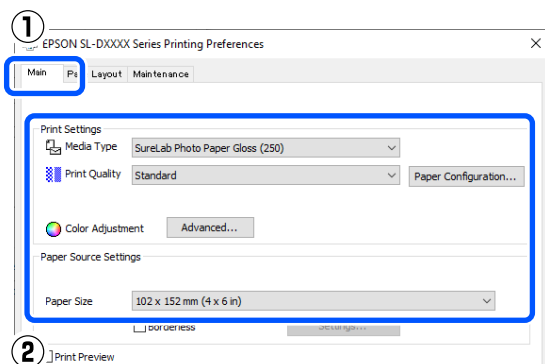 1
EPSON SL-DXXXX Series Printing Preferences
Main Layout Maintenance
Print Settings
Media Type SureLab Photo Paper Gloss (250)
Print Quality Standard Paper Configuration...
Color Adjustment Advanced...
Paper Source Settings
Paper Size 102 x 152 mm (4 x 6 in)
Borderless Settings...
2
Print Preview